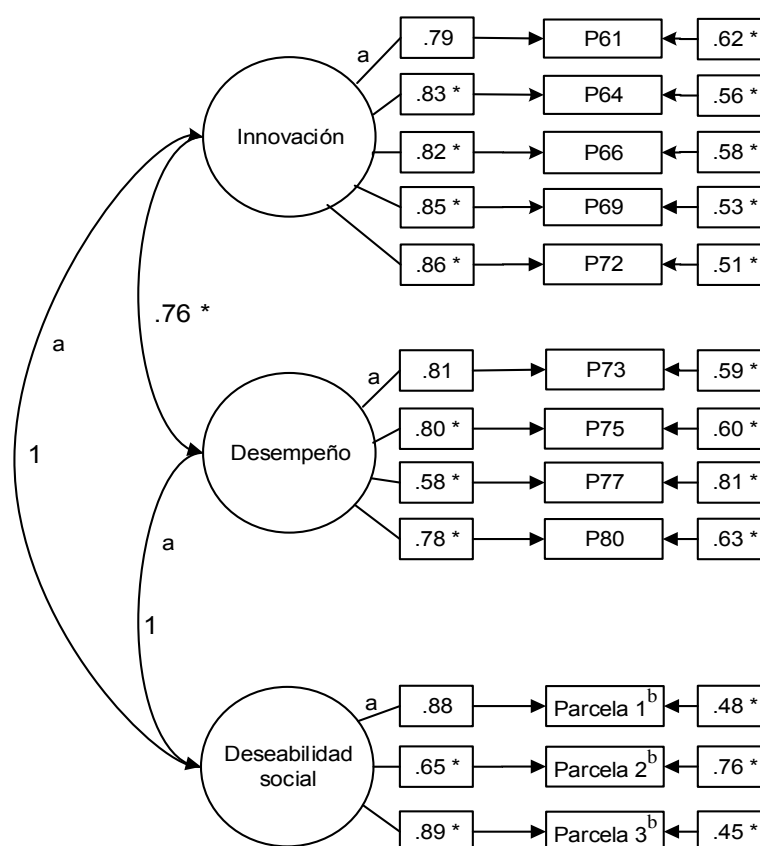 a
.79
P61
.62 *
.83 *
P64
.56 *
Innovación
.82 *
P66
.58 *
.85 *
P69
.53 *
.86 *
P72
.51 *
.76 *
a
1
a
.81
P73
.59 *
.80 *
P75
.60 *
Desempeño
.58 *
P77
.81 *
.78 *
P80
.63 *
a
1
a
.88
Parcela 1b
.48 *
Deseabilidad
social
.65 *
Parcela 2b
.76 *
.89 *
Parcela 3b
.45 *